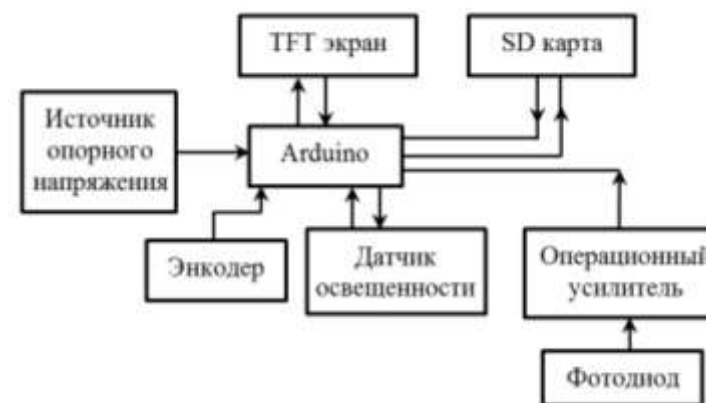 TFT экран
SD карта
Источник
опорного
напряжения
Arduino
Энкодер
Датчик
освещенности
Операционный
усилитель
Фотодиод